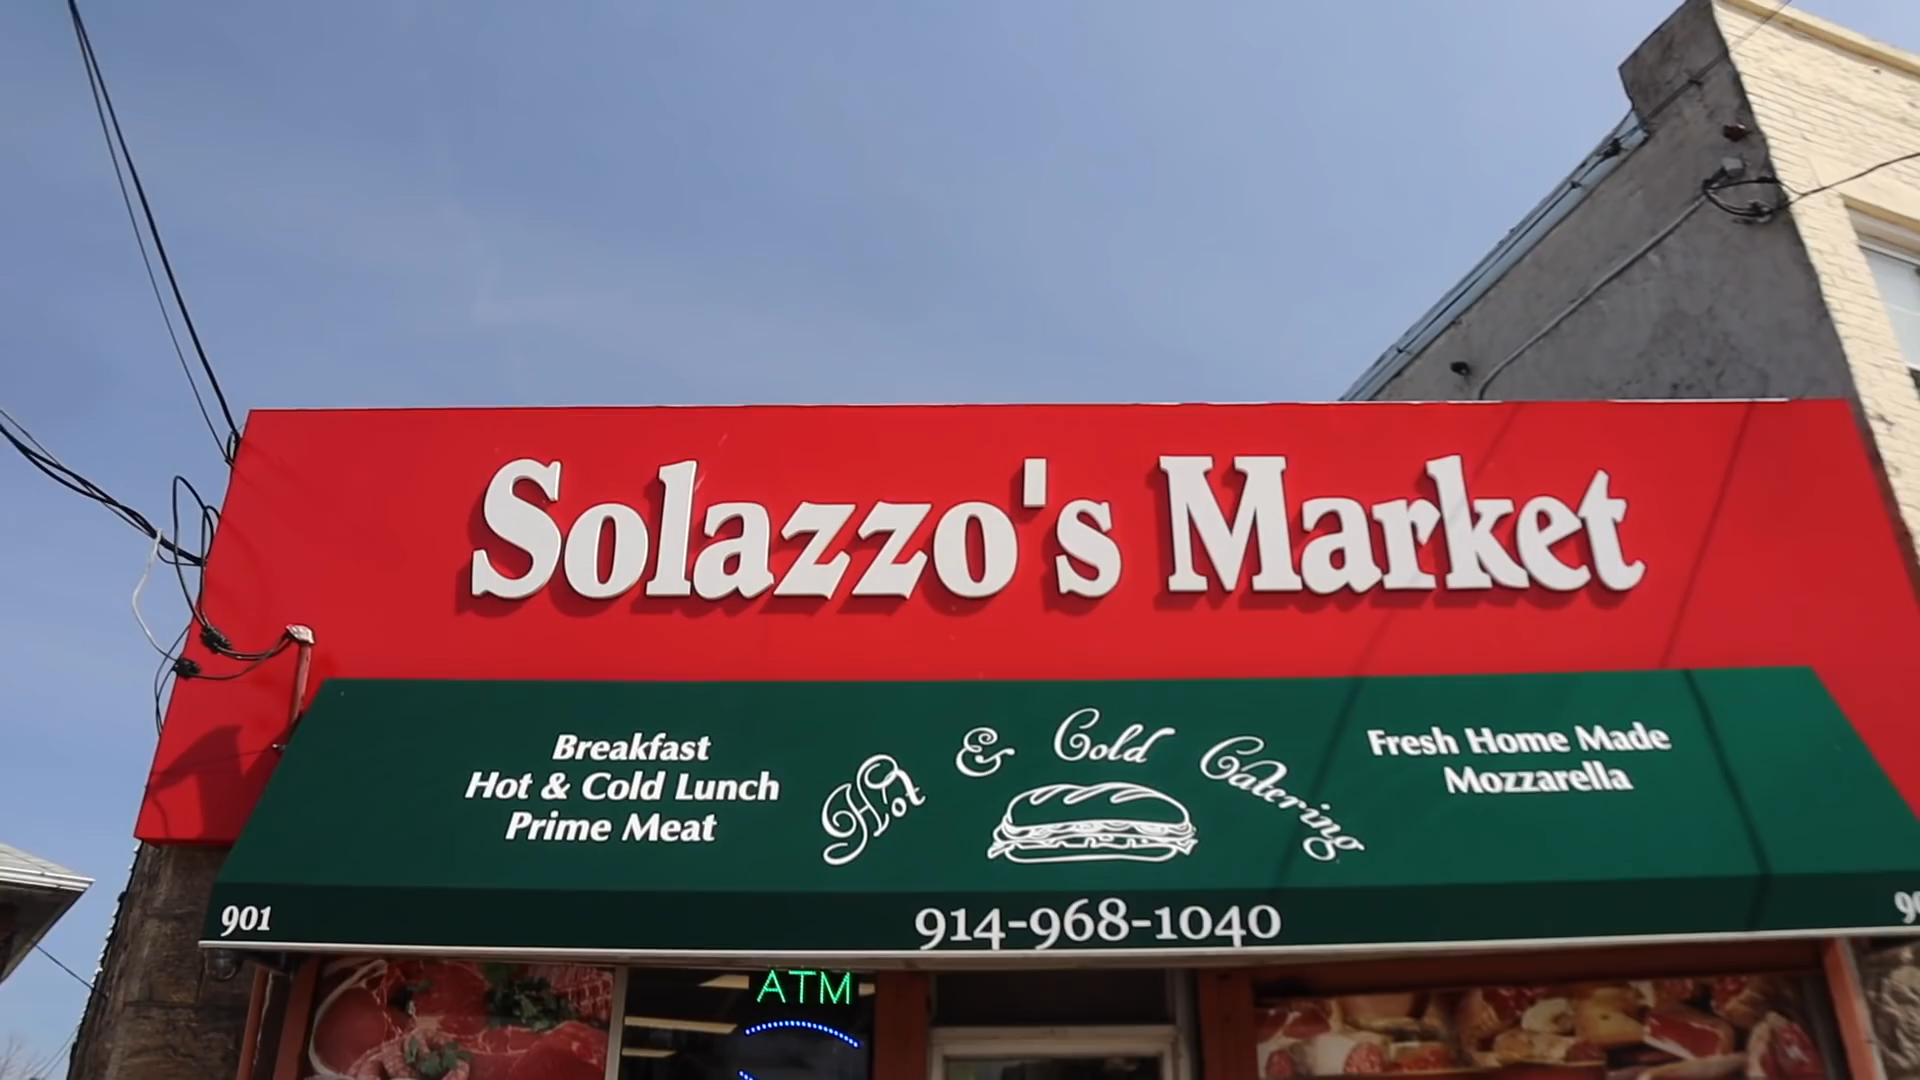 Solazzo's Market
Breakfast
Hot & Cold Lunch
Prime Meat
Hot & Cold Catering
Fresh Home Made
Mozzarella
901
914-968-1040
ATM